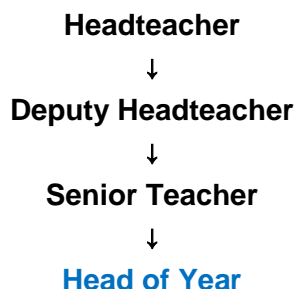 Headteacher
↓
Deputy Headteacher
↓
Senior Teacher
↓
Head of Year